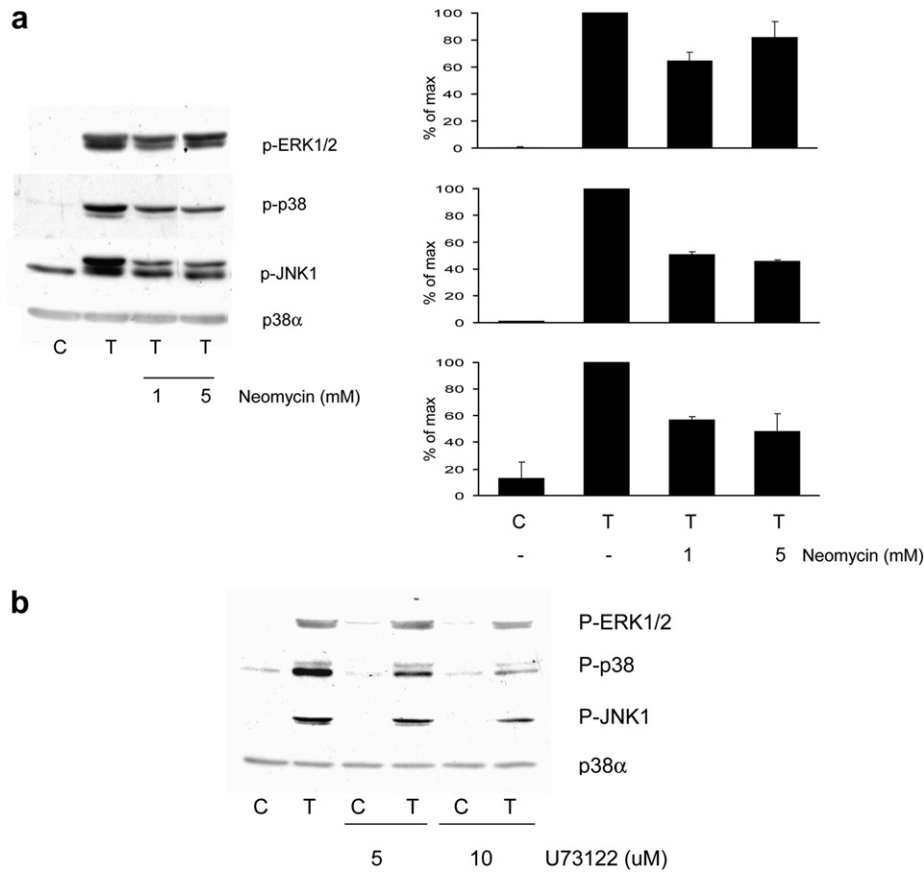 a
p-ERK1/2
p-p38
p-JNK1
p38α
C T T T
1 5 Neomycin (mM)
% of max
100
80
60
40
20
0
% of max
100
80
60
40
20
0
% of max
100
80
60
40
20
0
C T T T
- - 1 5 Neomycin (mM)
b
P-ERK1/2
P-p38
P-JNK1
p38α
C T C T C T
5 10 U73122 (uM)